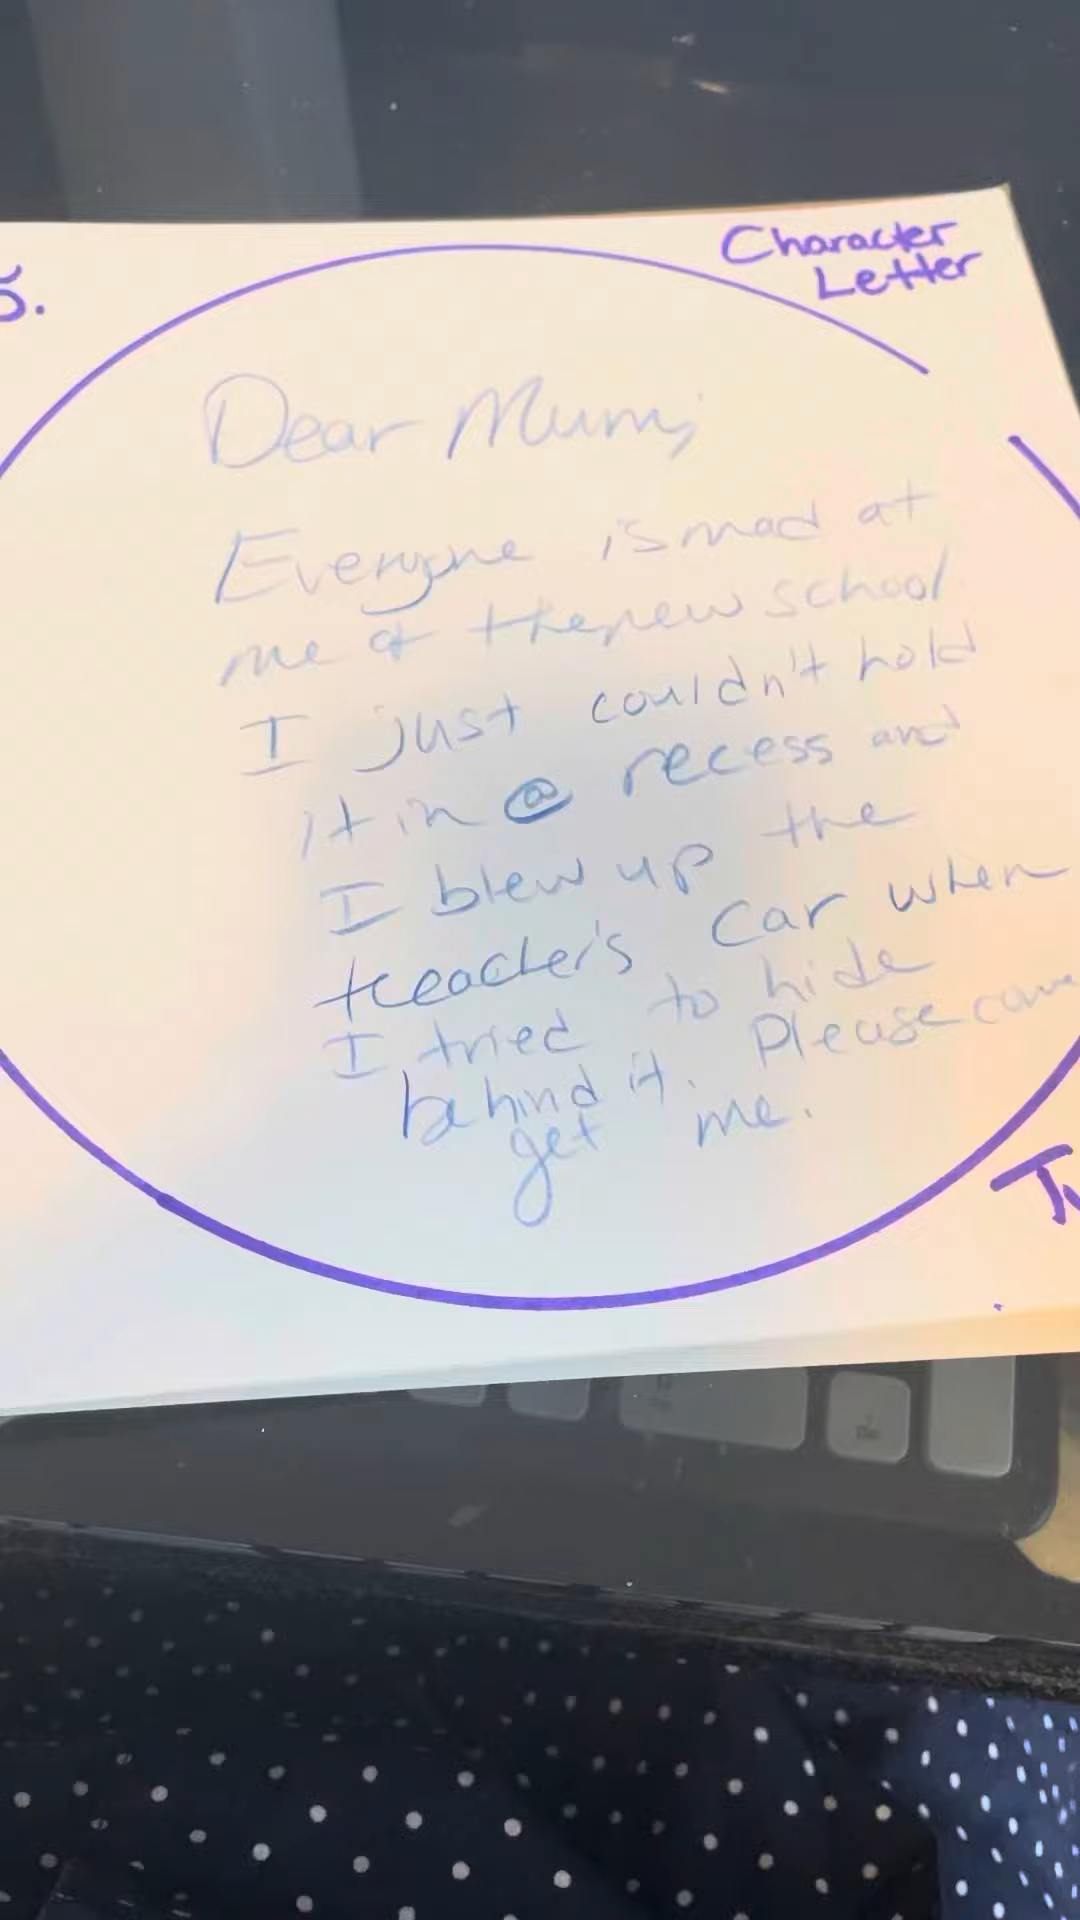 Character
Letter
5.
Dear Mum,
Everyone is mad at
me at the new school.
I just couldn't hold
it in @ recess and
I blew up the
teacher's car when
I tried to hide
behind it. Please come
get me.